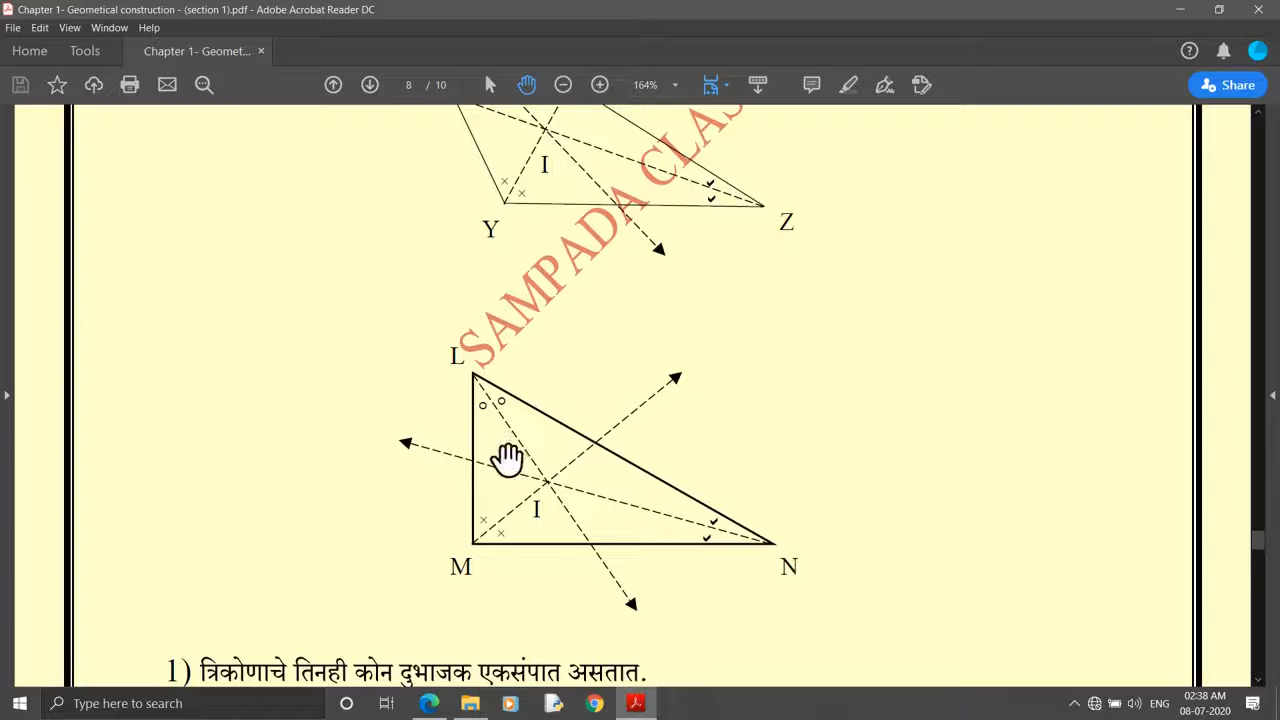 Chapter 1- Geometical construction - (section 1).pdf - Adobe Acrobat Reader DC
File Edit View Window Help
Home Tools Chapter 1- Geomet... ×
8 / 10 164% Share
I
Y
Z
SAMPADA CLAS
L
I
M
N
1) त्रिकोणाचे तिनही कोन दुभाजक एकसंपात असतात.
Type here to search
ENG
02:38 AM
08-07-2020